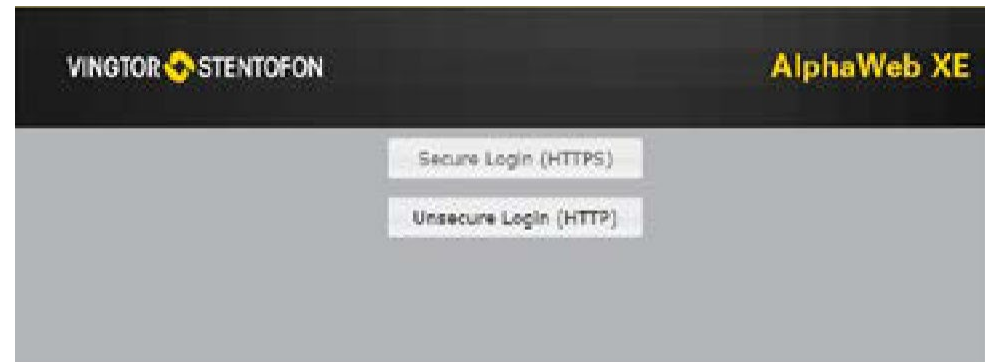 VINGTOR STENTOFON
AlphaWeb XE
Secure Login (HTTPS)
Unsecure Login (HTTP)